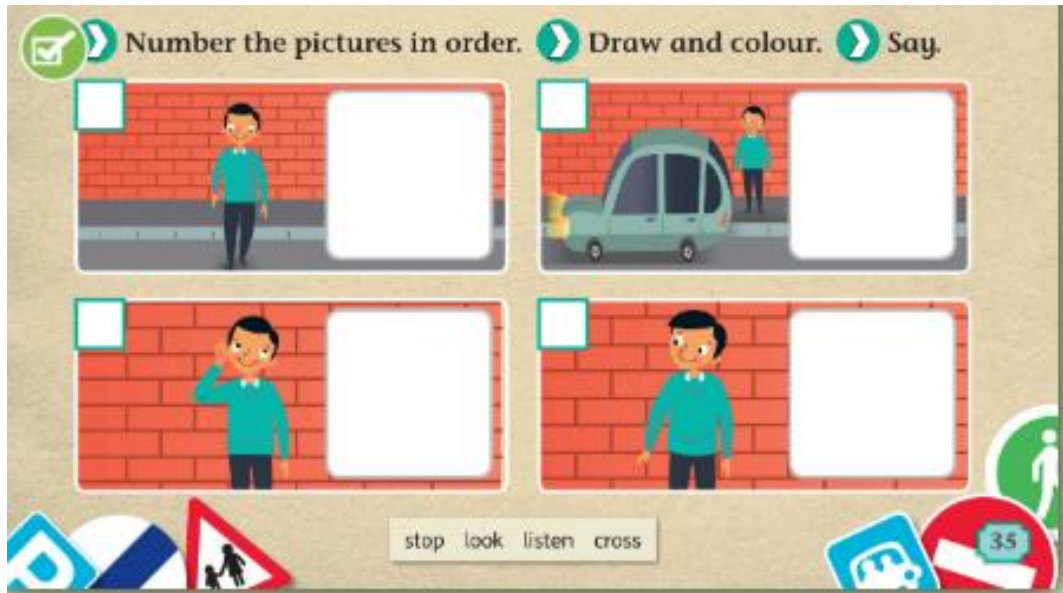 Number the pictures in order. Draw and colour. Say.
stop look listen cross
P
35